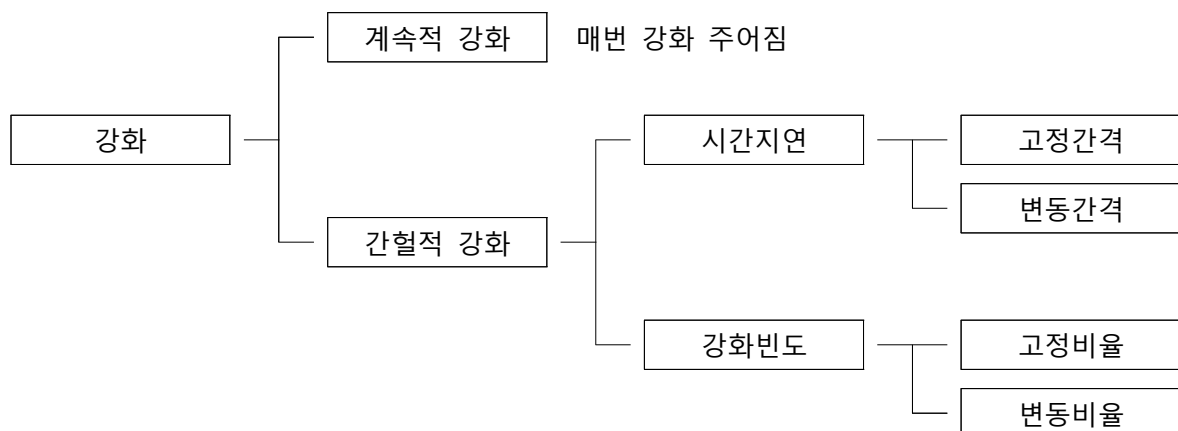 계속적 강화 매번 강화 주어짐
강화 시간지연 고정간격
변동간격
간헐적 강화
강화빈도 고정비율
변동비율